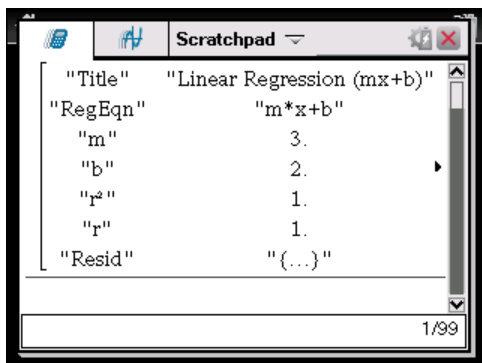 Scratchpad
"Title" "Linear Regression (mx+b)"
"RegEqn" "m*x+b"
"m" 3.
"b" 2.
"r²" 1.
"r" 1.
"Resid" "{...}"
1/99